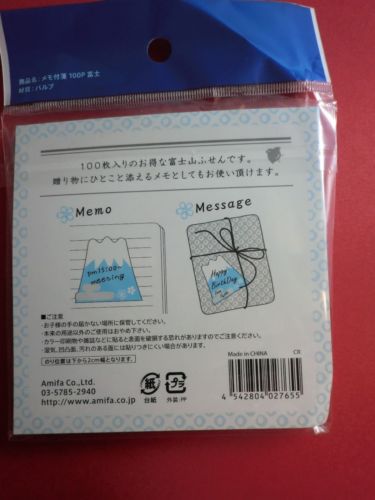 商品名:メモ付箋 100P 富士
材質:パルプ
100枚入りのお得な富士山ふせんです。
贈り物にひとこと添えるメモとしてもお使い頂けます。
Memo
Message
pm15:00~
meeting
Happy
BirthDay
■ご注意
・お子様の手の届かない場所に保管してください。
・本来の用途以外のご使用はおやめ下さい。
・カラー印刷物や雑誌などに貼ると表面を破損する恐れがありますのでご注意ください。
・湿気、凹凸面、汚れのある面には貼りつきにくい場合があります。
のり位置は下から2cm幅となります。
Made in CHINA
CR
Amifa Co.,Ltd.
03-5785-2940
http://www.amifa.co.jp
紙
台紙
プラ
外装:PP
4 542804 027655